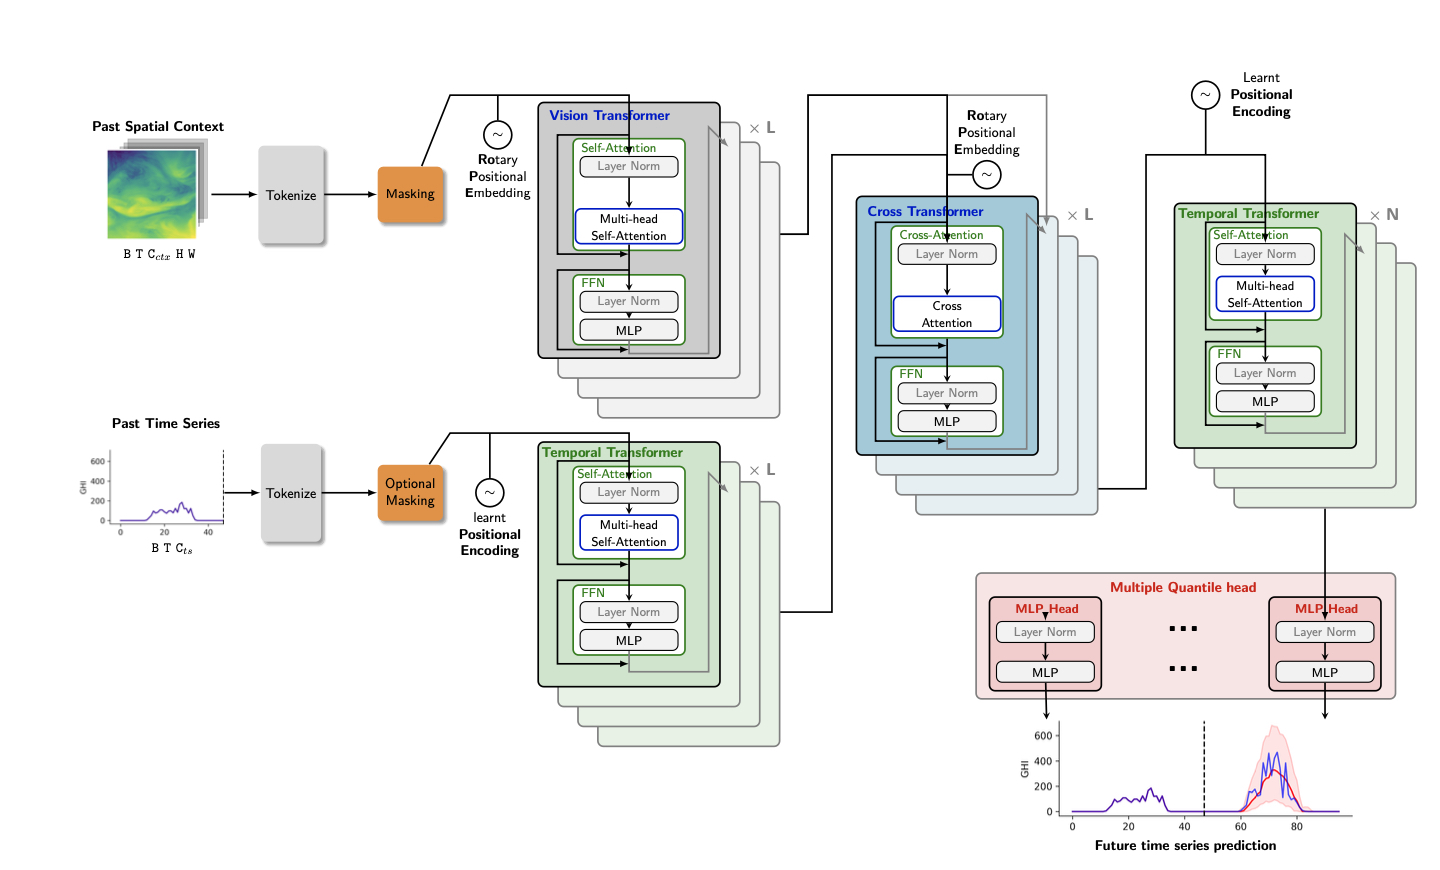 Past Spatial Context
B T C_ctx H W
Tokenize
Masking
~
Rotary
Positional
Embedding
Vision Transformer
× L
Self-Attention
Layer Norm
Multi-head
Self-Attention
FFN
Layer Norm
MLP
Past Time Series
GHI
600
400
200
0
0 20 40
B T C_ts
Tokenize
Optional
Masking
~
learnt
Positional
Encoding
Temporal Transformer
× L
Self-Attention
Layer Norm
Multi-head
Self-Attention
FFN
Layer Norm
MLP
Rotary
Positional
Embedding
~
Cross Transformer
× L
Cross-Attention
Layer Norm
Cross
Attention
FFN
Layer Norm
MLP
~
Learnt
Positional
Encoding
Temporal Transformer
× N
Self-Attention
Layer Norm
Multi-head
Self-Attention
FFN
Layer Norm
MLP
Multiple Quantile head
MLP Head
Layer Norm
MLP
...
...
MLP Head
Layer Norm
MLP
GHI
600
400
200
0
0 20 40 60 80
Future time series prediction